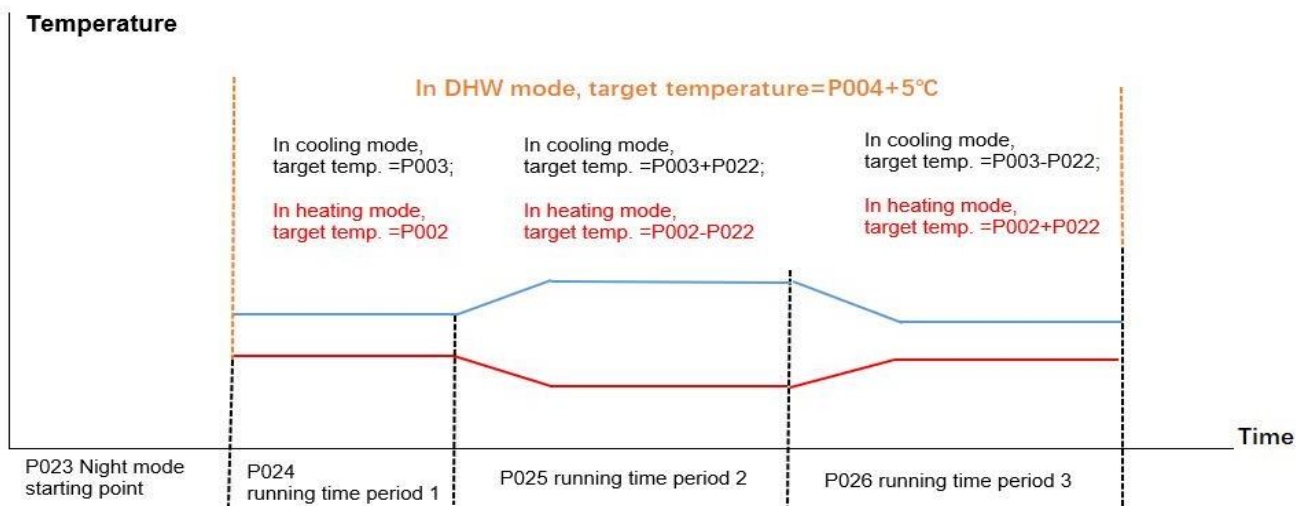 Temperature
In DHW mode, target temperature=P004+5℃
In cooling mode,
target temp. =P003;
In heating mode,
target temp. =P002
In cooling mode,
target temp. =P003+P022;
In heating mode,
target temp. =P002-P022
In cooling mode,
target temp. =P003-P022;
In heating mode,
target temp. =P002+P022
Time
P023 Night mode
starting point
P024
running time period 1
P025 running time period 2
P026 running time period 3